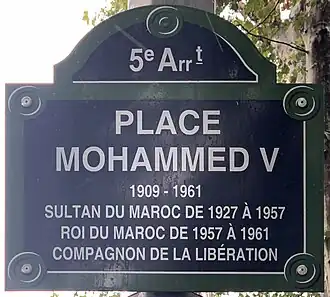 5e Arrt
PLACE
MOHAMMED V
1909 - 1961
SULTAN DU MAROC DE 1927 À 1957
ROI DU MAROC DE 1957 À 1961
COMPAGNON DE LA LIBÉRATION